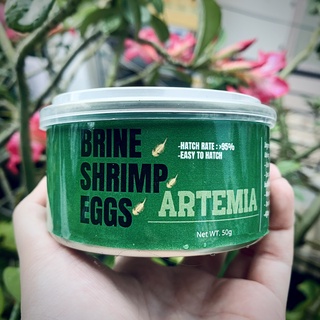 BRINE
SHRIMP
EGGS
-HATCH RATE : >95%
-EASY TO HATCH
ARTEMIA
Net WT. 50g